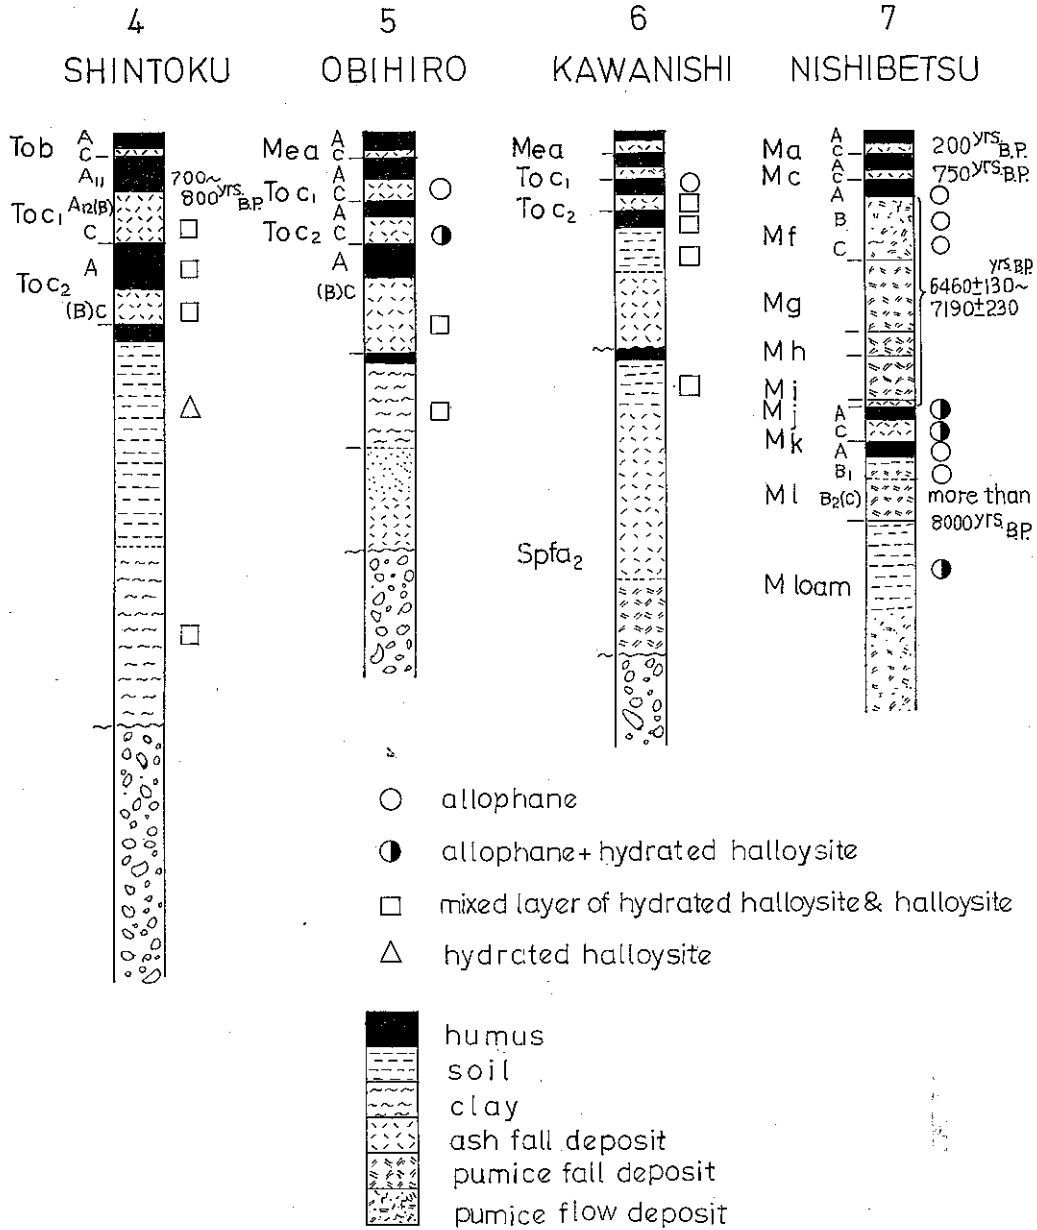 4 5 6 7
SHINTOKU OBIHIRO KAWANISHI NISHIBETSU
Tob
A
C
A11
700~
800 yrs. B.P.
Toc1
A12(B)
C
Toc2
A
(B)C
Mea
A
C
Toc1
A
C
Toc2
A
C
A
(B)C
Mea
Toc1
Toc2
Spfa2
Ma
A
C
200 yrs. B.P.
Mc
A
C
750 yrs. B.P.
Mf
A
B
C
Mg
yrs. B.P.
6460±130~
7190±230
Mh
Mi
Mj
A
C
Mk
A
B1
Ml
B2(C)
more than
8000 yrs. B.P.
M loam
allophane
allophane + hydrated halloysite
mixed layer of hydrated halloysite & halloysite
hydrated halloysite
humus
soil
clay
ash fall deposit
pumice fall deposit
pumice flow deposit